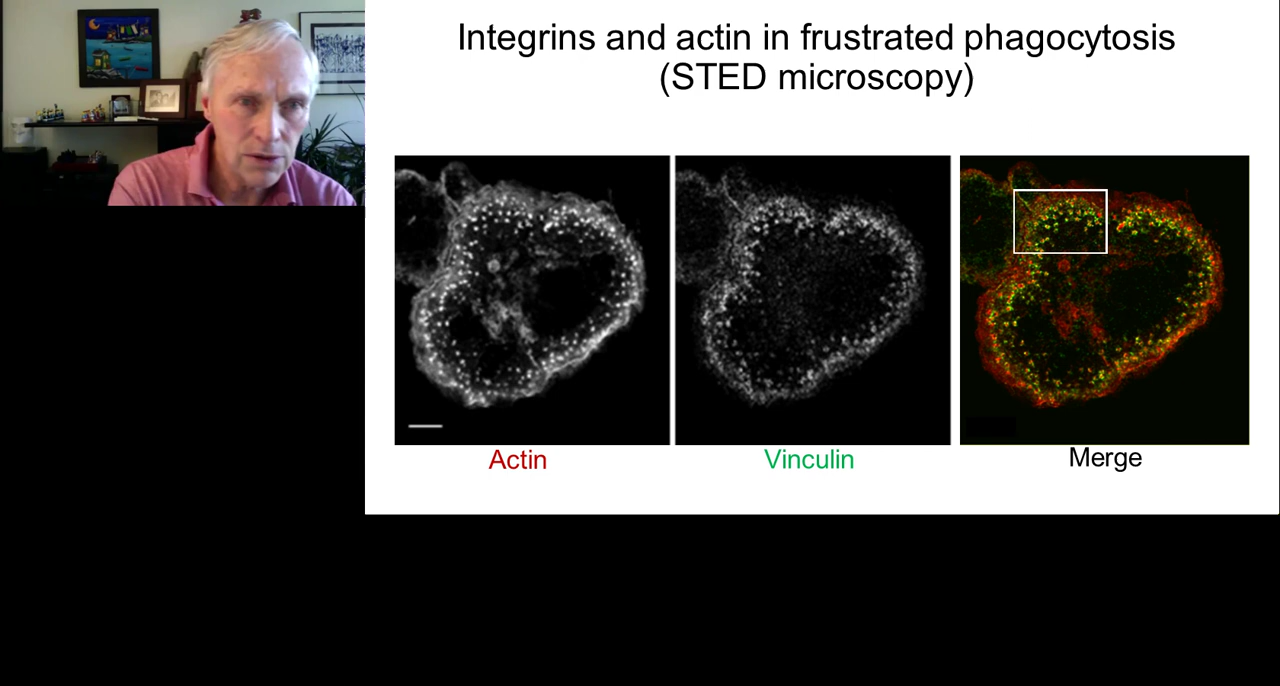 Integrins and actin in frustrated phagocytosis
(STED microscopy)
Actin
Vinculin
Merge